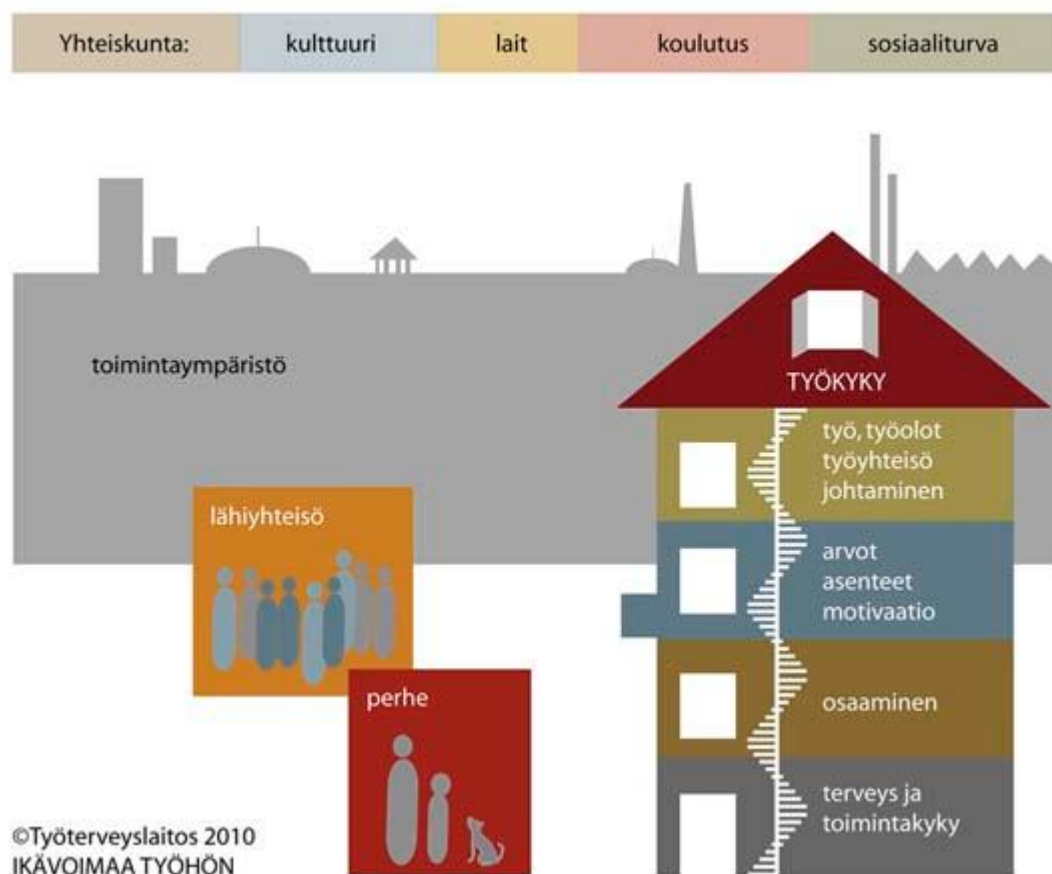 Yhteiskunta: kulttuuri lait koulutus sosiaaliturva
toimintaympäristö
lähiyhteisö
perhe
TYÖKYKY
työ, työolot
työyhteisö
johtaminen
arvot
asenteet
motivaatio
osaaminen
terveys ja
toimintakyky
©Työterveyslaitos 2010
IKÄVOIMAA TYÖHÖN